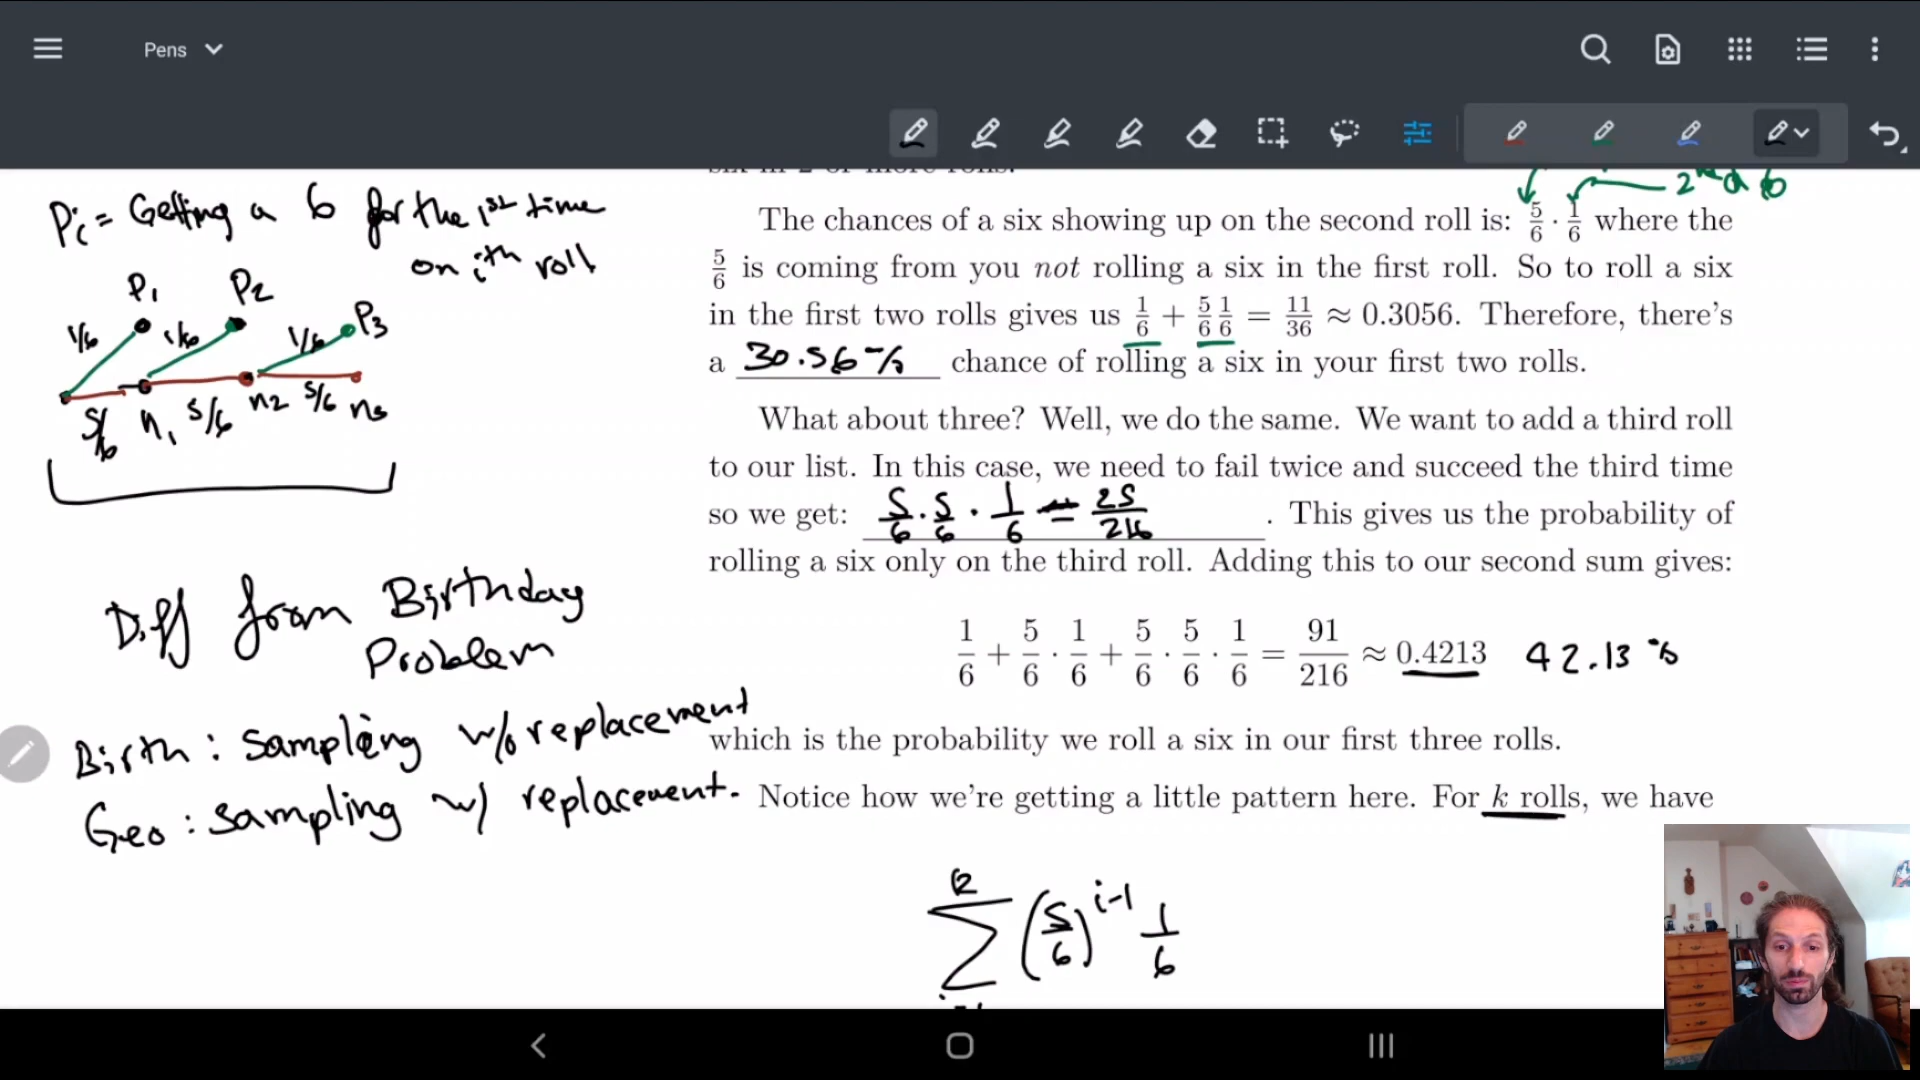 Pens
Pi = Getting a 6 for the 1st time
on ith roll
P1 P2 P3
1/6 1/6 1/6
5/6 n1 5/6 n2 5/6 n3
Diff from Birthday
Problem
Birth: Sampling w/o replacement
Geo: Sampling w/ replacement.
2nd a 6
The chances of a six showing up on the second roll is: 5/6 · 1/6 where the
5/6 is coming from you not rolling a six in the first roll. So to roll a six
in the first two rolls gives us 1/6 + 5/6 1/6 = 11/36 ≈ 0.3056. Therefore, there's
a 30.56% chance of rolling a six in your first two rolls.
What about three? Well, we do the same. We want to add a third roll
to our list. In this case, we need to fail twice and succeed the third time
so we get: 5/6 · 5/6 · 1/6 = 25/216 . This gives us the probability of
rolling a six only on the third roll. Adding this to our second sum gives:
1/6 + 5/6 · 1/6 + 5/6 · 5/6 · 1/6 = 91/216 ≈ 0.4213 42.13 %
which is the probability we roll a six in our first three rolls.
Notice how we're getting a little pattern here. For k rolls, we have
k
∑ (5/6)^i-1 1/6